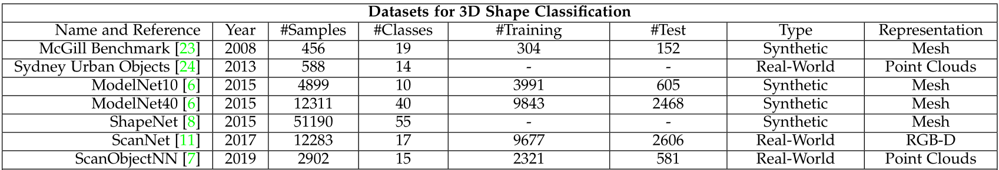 Datasets for 3D Shape Classification
Name and Reference Year #Samples #Classes #Training #Test Type Representation
McGill Benchmark [23] 2008 456 19 304 152 Synthetic Mesh
Sydney Urban Objects [24] 2013 588 14 - - Real-World Point Clouds
ModelNet10 [6] 2015 4899 10 3991 605 Synthetic Mesh
ModelNet40 [6] 2015 12311 40 9843 2468 Synthetic Mesh
ShapeNet [8] 2015 51190 55 - - Synthetic Mesh
ScanNet [11] 2017 12283 17 9677 2606 Real-World RGB-D
ScanObjectNN [7] 2019 2902 15 2321 581 Real-World Point Clouds